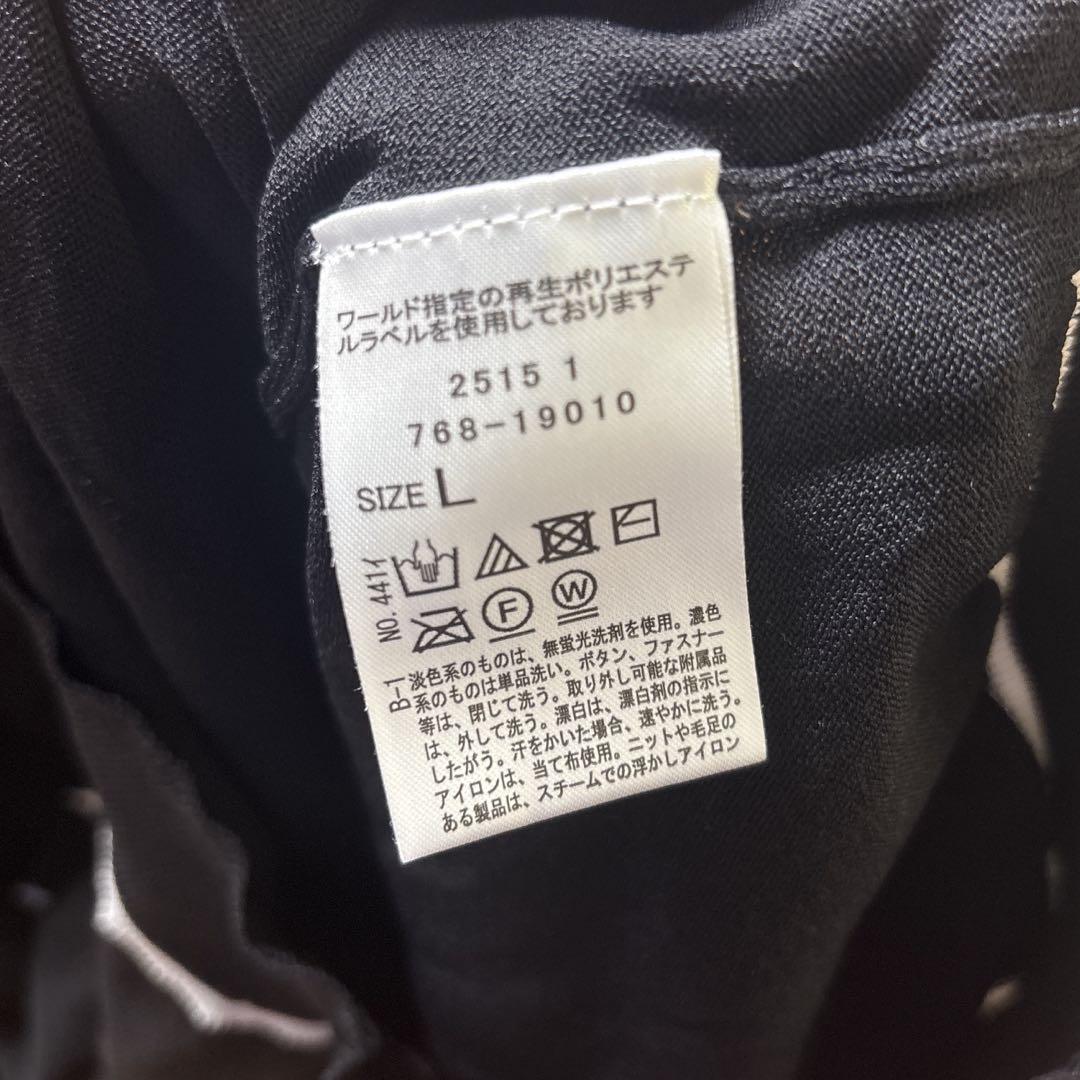 ワールド指定の再生ポリエステ
ルラベルを使用しております
2515 1
768-19010
SIZE L
NO.441イ
F
W
B-1
淡色系のものは、無蛍光洗剤を使用。濃色
系のものは単品洗い。ボタン、ファスナー
等は、閉じて洗う。取り外し可能な附属品
は、外して洗う。漂白は、漂白剤の指示に
したがう。汗をかいた場合、速やかに洗う。
アイロンは、当て布使用。ニットや毛足の
ある製品は、スチームでの浮かしアイロン